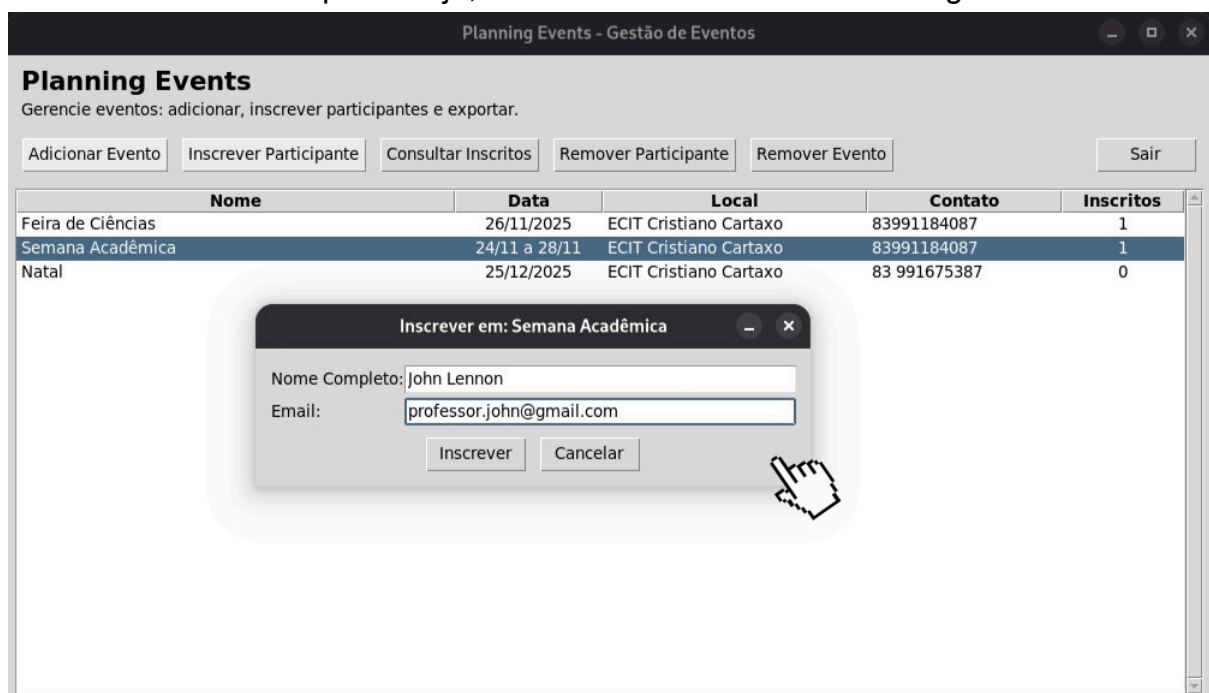 Planning Events - Gestão de Eventos
Planning Events
Gerencie eventos: adicionar, inscrever participantes e exportar.
Adicionar Evento Inscrever Participante Consultar Inscritos Remover Participante Remover Evento Sair
Nome Data Local Contato Inscritos
Feira de Ciências 26/11/2025 ECIT Cristiano Cartaxo 83991184087 1
Semana Acadêmica 24/11 a 28/11 ECIT Cristiano Cartaxo 83991184087 1
Natal 25/12/2025 ECIT Cristiano Cartaxo 83 991675387 0
Inscrever em: Semana Acadêmica
Nome Completo: John Lennon
Email: professor.john@gmail.com
Inscrever Cancelar